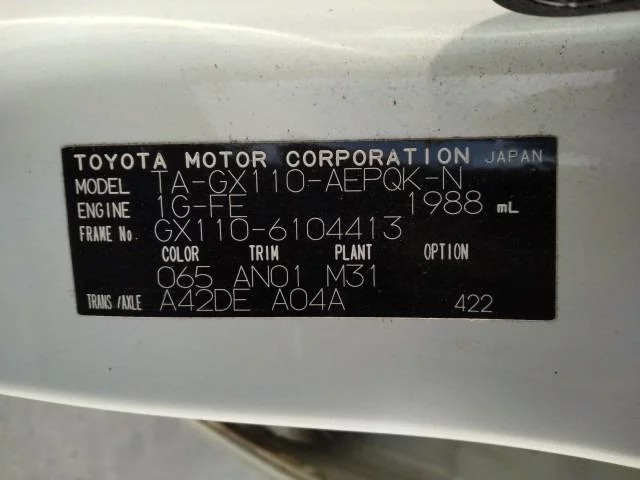 TOYOTA MOTOR CORPORATION JAPAN
MODEL TA-GX110-AEPQK-N
ENGINE 1G-FE 1988 mL
FRAME No. GX110-6104413
COLOR TRIM PLANT OPTION
065 AN01 M31
TRANS/AXLE A42DE A04A 422